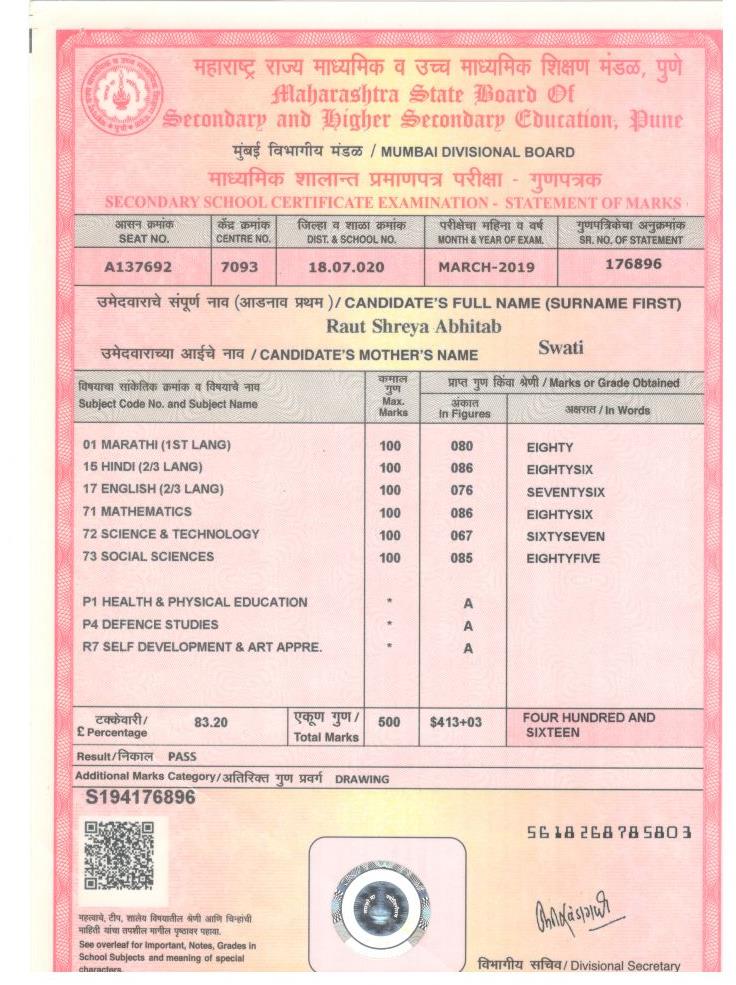 महाराष्ट्र राज्य माध्यमिक व उच्च माध्यमिक शिक्षण मंडळ, पुणे
Maharashtra State Board Of
Secondary and Higher Secondary Education, Pune
मुंबई विभागीय मंडळ / MUMBAI DIVISIONAL BOARD
माध्यमिक शालान्त प्रमाणपत्र परीक्षा - गुणपत्रक
SECONDARY SCHOOL CERTIFICATE EXAMINATION - STATEMENT OF MARKS
आसन क्रमांक केंद्र क्रमांक जिल्हा व शाळा क्रमांक परीक्षेचा महिना व वर्ष गुणपत्रिकेचा अनुक्रमांक
SEAT NO. CENTRE NO. DIST. & SCHOOL NO. MONTH & YEAR OF EXAM. SR. NO. OF STATEMENT
A137692 7093 18.07.020 MARCH-2019 176896
उमेदवाराचे संपूर्ण नाव (आडनाव प्रथम) / CANDIDATE'S FULL NAME (SURNAME FIRST)
Raut Shreya Abhitab
उमेदवाराच्या आईचे नाव / CANDIDATE'S MOTHER'S NAME Swati
विषयाचा सांकेतिक क्रमांक व विषयाचे नाव
Subject Code No. and Subject Name
कमाल
गुण
Max.
Marks
प्राप्त गुण किंवा श्रेणी / Marks or Grade Obtained
अंकात
In Figures
अक्षरात / In Words
01 MARATHI (1ST LANG) 100 080 EIGHTY
15 HINDI (2/3 LANG) 100 086 EIGHTYSIX
17 ENGLISH (2/3 LANG) 100 076 SEVENTYSIX
71 MATHEMATICS 100 086 EIGHTYSIX
72 SCIENCE & TECHNOLOGY 100 067 SIXTYSEVEN
73 SOCIAL SCIENCES 100 085 EIGHTYFIVE
P1 HEALTH & PHYSICAL EDUCATION * A
P4 DEFENCE STUDIES * A
R7 SELF DEVELOPMENT & ART APPRE. * A
टक्केवारी/
£ Percentage
83.20
एकूण गुण /
Total Marks
500 $413+03
FOUR HUNDRED AND
SIXTEEN
Result/निकाल PASS
Additional Marks Category/अतिरिक्त गुण प्रवर्ग DRAWING
S194176896
5618268785803
महत्वाचे, टीप, शालेय विषयातील श्रेणी आणि चिन्हांची
माहिती यांचा तपशील मागील पृष्ठावर पहावा.
See overleaf for Important, Notes, Grades in
School Subjects and meaning of special
characters.
विभागीय सचिव / Divisional Secretary